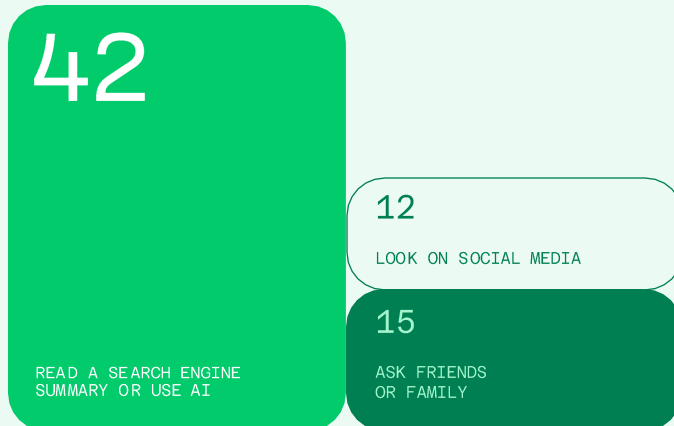 42
READ A SEARCH ENGINE
SUMMARY OR USE AI
12
LOOK ON SOCIAL MEDIA
15
ASK FRIENDS
OR FAMILY